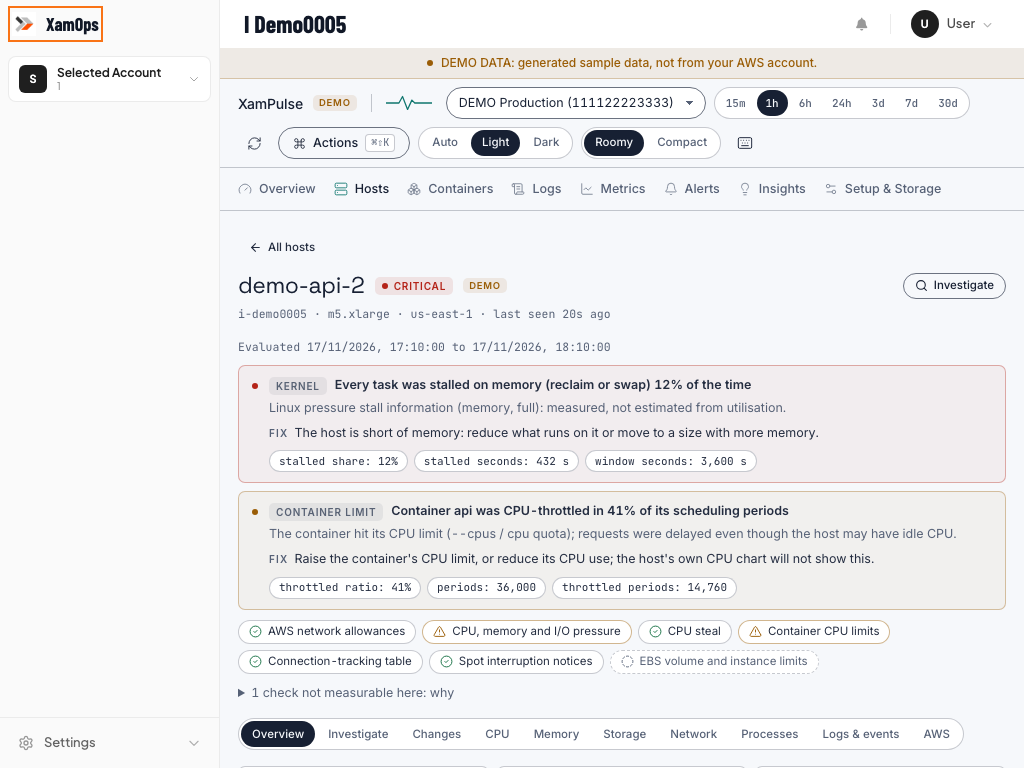 XamOps
I Demo0005
U User
S Selected Account
1
DEMO DATA: generated sample data, not from your AWS account.
XamPulse DEMO DEMO Production (111122223333) 15m 1h 6h 24h 3d 7d 30d
⌘ Actions ⌘⇧K Auto Light Dark Roomy Compact
Overview Hosts Containers Logs Metrics Alerts Insights Setup & Storage
← All hosts
demo-api-2 CRITICAL DEMO Investigate
i-demo0005 · m5.xlarge · us-east-1 · last seen 20s ago
Evaluated 17/11/2026, 17:10:00 to 17/11/2026, 18:10:00
KERNEL Every task was stalled on memory (reclaim or swap) 12% of the time
Linux pressure stall information (memory, full): measured, not estimated from utilisation.
FIX The host is short of memory: reduce what runs on it or move to a size with more memory.
stalled share: 12% stalled seconds: 432 s window seconds: 3,600 s
CONTAINER LIMIT Container api was CPU-throttled in 41% of its scheduling periods
The container hit its CPU limit (--cpus / cpu quota); requests were delayed even though the host may have idle CPU.
FIX Raise the container's CPU limit, or reduce its CPU use; the host's own CPU chart will not show this.
throttled ratio: 41% periods: 36,000 throttled periods: 14,760
AWS network allowances CPU, memory and I/O pressure CPU steal Container CPU limits
Connection-tracking table Spot interruption notices EBS volume and instance limits
1 check not measurable here: why
Overview Investigate Changes CPU Memory Storage Network Processes Logs & events AWS
Settings